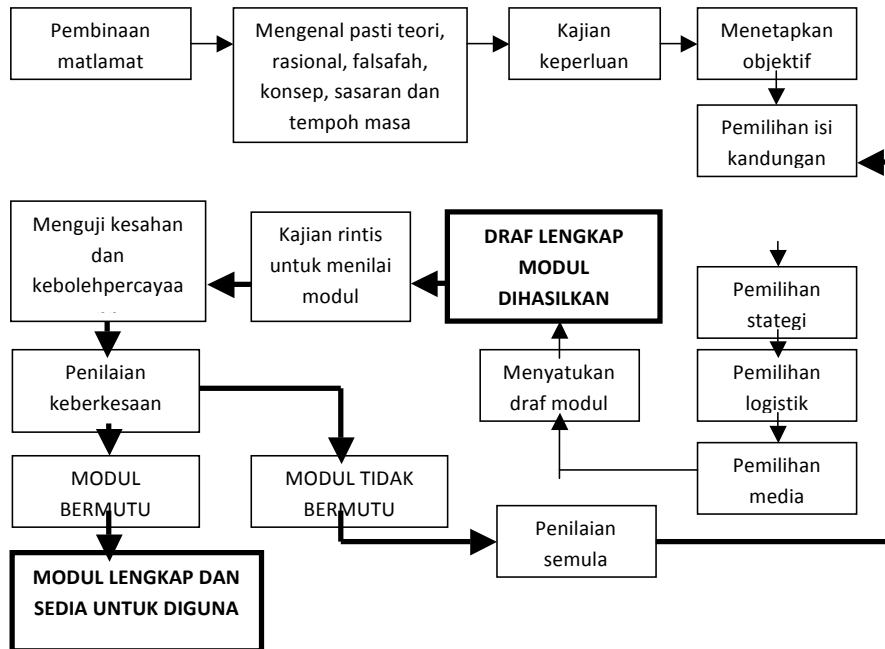 Pembinaan
matlamat
Mengenal pasti teori,
rasional, falsafah,
konsep, sasaran dan
tempoh masa
Kajian
keperluan
Menetapkan
objektif
Pemilihan isi
kandungan
Pemilihan
stategi
Pemilihan
logistik
Pemilihan
media
Menyatukan
draf modul
DRAF LENGKAP
MODUL
DIHASILKAN
Kajian rintis
untuk menilai
modul
Menguji kesahan
dan
kebolehpercayaa
Penilaian
keberkesaan
MODUL
BERMUTU
MODUL TIDAK
BERMUTU
Penilaian
semula
MODUL LENGKAP DAN
SEDIA UNTUK DIGUNA